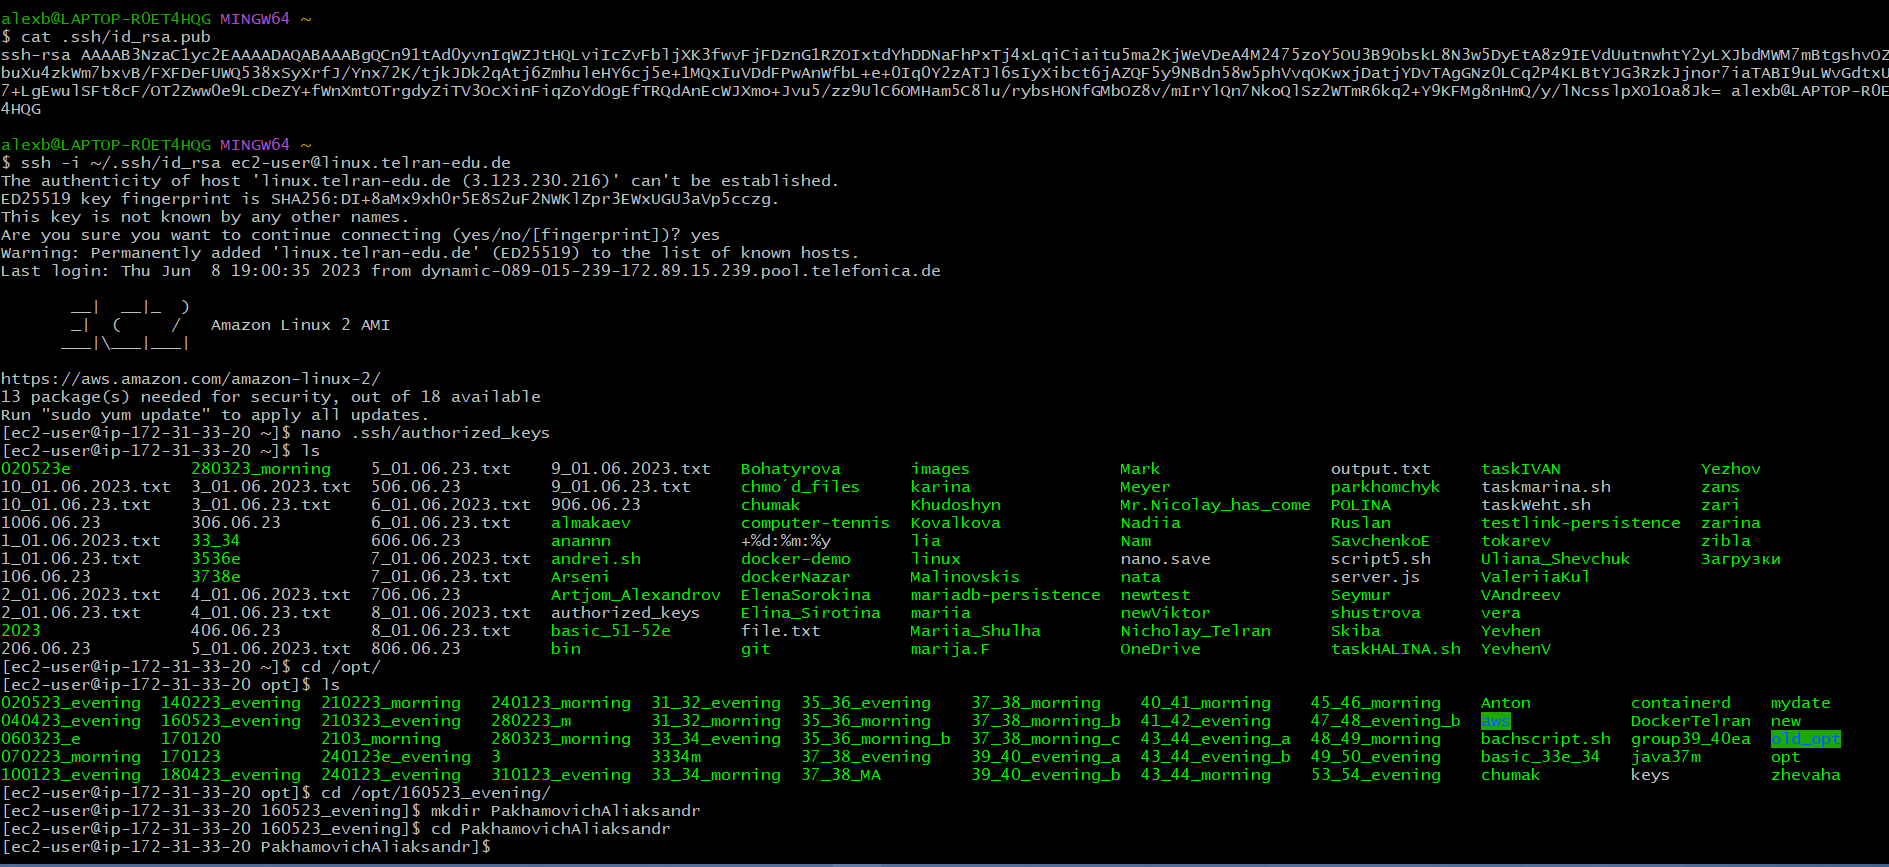 alexb@LAPTOP-R0ET4HQG MINGW64 ~
$ cat .ssh/id_rsa.pub
ssh-rsa AAAAB3NzaC1yc2EAAAADAQABAAABgQCn91tAd0yvnIqWZJtHQLviIcZvFbljXK3fwvFjFDznG1RZOIxtdYhDDNaFhPxTj4xLqiCiaitu5ma2KjWeVDeA4M2475zoY5OU3B9ObskL8N3w5DyEtA8z9IEVdUutnwhtY2yLXJbdMWM7mBtgshvOZ
buXu4zkWm7bxvB/FXFDeFUWQ538xSyXrfJ/Ynx72K/tjkJDk2qAtj6ZmhuleHY6cj5e+1MQxIuVDdFPwAnWfbL+e+0Iq0Y2zATJl6sIyXibct6jAZQF5y9NBdn58w5phVvqOKwxjDatjYDvTAgGNz0LCq2P4KLBtYJG3RzkJjnor7iaTABI9uLWvGdtxU
7+LgEwulSFt8cF/OT2Zww0e9LcDeZY+fWnXmtOTrgdyZiTV3OcXinFiqZoYdOgEfTRQdAnEcWJXmo+Jvu5/zz9UlC6OMHam5C8lu/rybsHONfGMbOZ8v/mIrYlQn7NkoQlSz2WTmR6kq2+Y9KFMg8nHmQ/y/lNcsslpXO1Oa8Jk= alexb@LAPTOP-R0E
4HQG
alexb@LAPTOP-R0ET4HQG MINGW64 ~
$ ssh -i ~/.ssh/id_rsa ec2-user@linux.telran-edu.de
The authenticity of host 'linux.telran-edu.de (3.123.230.216)' can't be established.
ED25519 key fingerprint is SHA256:DI+8aMx9xh0r5E8S2uF2NWKlZpr3EWxUGU3aVp5cczg.
This key is not known by any other names.
Are you sure you want to continue connecting (yes/no/[fingerprint])? yes
Warning: Permanently added 'linux.telran-edu.de' (ED25519) to the list of known hosts.
Last login: Thu Jun  8 19:00:35 2023 from dynamic-089-015-239-172.89.15.239.pool.telefonica.de
       __|  __|_  )
       _|  (     /   Amazon Linux 2 AMI
      ___|\___|___|
https://aws.amazon.com/amazon-linux-2/
13 package(s) needed for security, out of 18 available
Run "sudo yum update" to apply all updates.
[ec2-user@ip-172-31-33-20 ~]$ nano .ssh/authorized_keys
[ec2-user@ip-172-31-33-20 ~]$ ls
020523e            280323_morning    5_01.06.23.txt    9_01.06.2023.txt  Bohatyrova       images               Mark                 output.txt    taskIVAN             Yezhov
10_01.06.2023.txt  3_01.06.2023.txt  506.06.23         9_01.06.23.txt    chmo´d_files     karina               Meyer                parkhomchyk   taskmarina.sh        zans
10_01.06.23.txt    3_01.06.23.txt    6_01.06.2023.txt  906.06.23         chumak           Khudoshyn            Mr.Nicolay_has_come  POLINA        taskWeht.sh          zari
1006.06.23         306.06.23         6_01.06.23.txt    almakaev          computer-tennis  Kovalkova            Nadiia               Ruslan        testlink-persistence  zarina
1_01.06.2023.txt   33_34             606.06.23         anannn            +%d:%m:%y        lia                  Nam                  SavchenkoE    tokarev              zibla
1_01.06.23.txt     3536e             7_01.06.2023.txt  andrei.sh         docker-demo      linux                nano.save            script5.sh    Uliana_Shevchuk      Загрузки
106.06.23          3738e             7_01.06.23.txt    Arseni            dockerNazar      Malinovskis          nata                 server.js     ValeriiaKul
2_01.06.2023.txt   4_01.06.2023.txt  706.06.23         Artjom_Alexandrov  ElenaSorokina   mariadb-persistence  newtest              Seymur        VAndreev
2_01.06.23.txt     4_01.06.23.txt    8_01.06.2023.txt  authorized_keys   Elina_Sirotina   mariia               newViktor            shustrova     vera
2023               406.06.23         8_01.06.23.txt    basic_51-52e      file.txt         Mariia_Shulha        Nicholay_Telran      Skiba         Yevhen
206.06.23          5_01.06.2023.txt  806.06.23         bin               git              marija.F             OneDrive             taskHALINA.sh  YevhenV
[ec2-user@ip-172-31-33-20 ~]$ cd /opt/
[ec2-user@ip-172-31-33-20 opt]$ ls
020523_evening  140223_evening  210223_morning   240123_morning  31_32_evening  35_36_evening    37_38_morning    40_41_morning    45_46_morning    Anton          containerd    mydate
040423_evening  160523_evening  210323_evening   280223_m        31_32_morning  35_36_morning    37_38_morning_b  41_42_evening    47_48_evening_b  aws            DockerTelran  new
060323_e        170120          2103_morning     280323_morning  33_34_evening  35_36_morning_b  37_38_morning_c  43_44_evening_a  48_49_morning    bachscript.sh  group39_40ea  old_opt
070223_morning  170123          240123e_evening  3               3334m          37_38_evening    39_40_evening_a  43_44_evening_b  49_50_evening    basic_33e_34   java37m       opt
100123_evening  180423_evening  240123_evening   310123_evening  33_34_morning  37_38_MA         39_40_evening_b  43_44_morning    53_54_evening    chumak         keys          zhevaha
[ec2-user@ip-172-31-33-20 opt]$ cd /opt/160523_evening/
[ec2-user@ip-172-31-33-20 160523_evening]$ mkdir PakhamovichAliaksandr
[ec2-user@ip-172-31-33-20 160523_evening]$ cd PakhamovichAliaksandr
[ec2-user@ip-172-31-33-20 PakhamovichAliaksandr]$